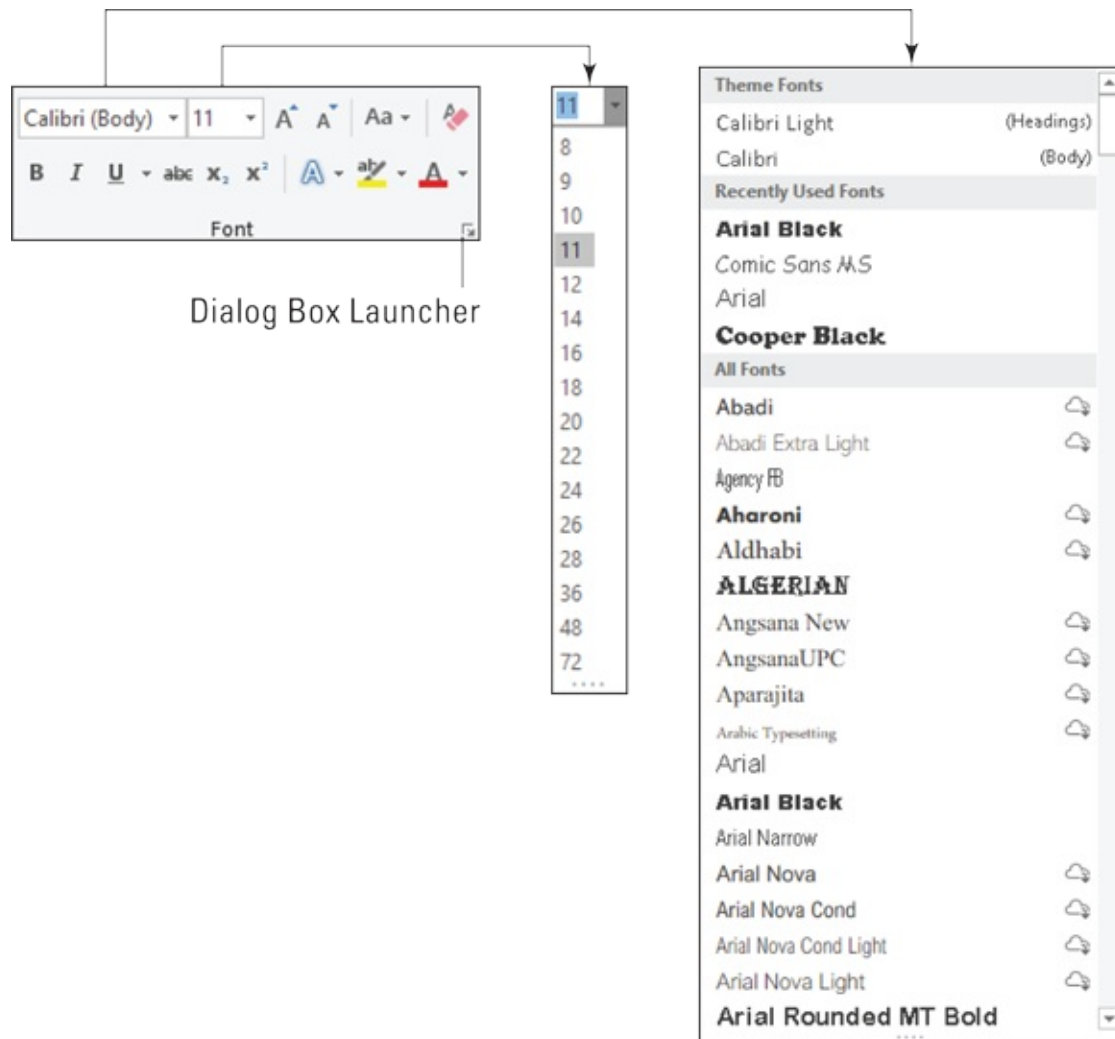 Calibri (Body) 11 A A Aa A
B I U abc x₂ x² A ab A
Font
Dialog Box Launcher
11
8
9
10
11
12
14
16
18
20
22
24
26
28
36
48
72
Theme Fonts
Calibri Light (Headings)
Calibri (Body)
Recently Used Fonts
Arial Black
Comic Sans MS
Arial
Cooper Black
All Fonts
Abadi
Abadi Extra Light
Agency FB
Aharoni
Aldhabi
ALGERIAN
Angsana New
AngsanaUPC
Aparajita
Arabic Typesetting
Arial
Arial Black
Arial Narrow
Arial Nova
Arial Nova Cond
Arial Nova Cond Light
Arial Nova Light
Arial Rounded MT Bold